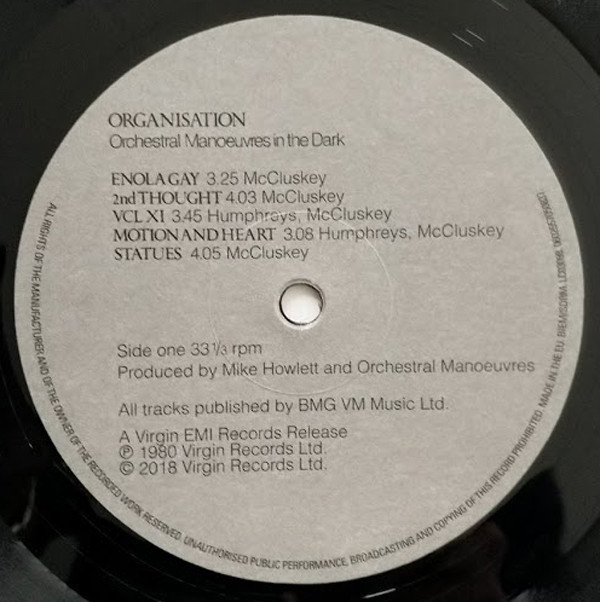 ORGANISATION
Orchestral Manoeuvres in the Dark
ENOLA GAY 3.25 McCluskey
2nd THOUGHT 4.03 McCluskey
VCL XI 3.45 Humphreys, McCluskey
MOTION AND HEART 3.08 Humphreys, McCluskey
STATUES 4.05 McCluskey
Side one 33 1/3 rpm
Produced by Mike Howlett and Orchestral Manoeuvres
All tracks published by BMG VM Music Ltd.
A Virgin EMI Records Release
℗ 1980 Virgin Records Ltd.
© 2018 Virgin Records Ltd.
ALL RIGHTS OF THE MANUFACTURER AND OF THE OWNER OF THE RECORDED WORK RESERVED. UNAUTHORISED PUBLIC PERFORMANCE, BROADCASTING AND COPYING OF THIS RECORD PROHIBITED. MADE IN THE EU. BIEM/SDRM.